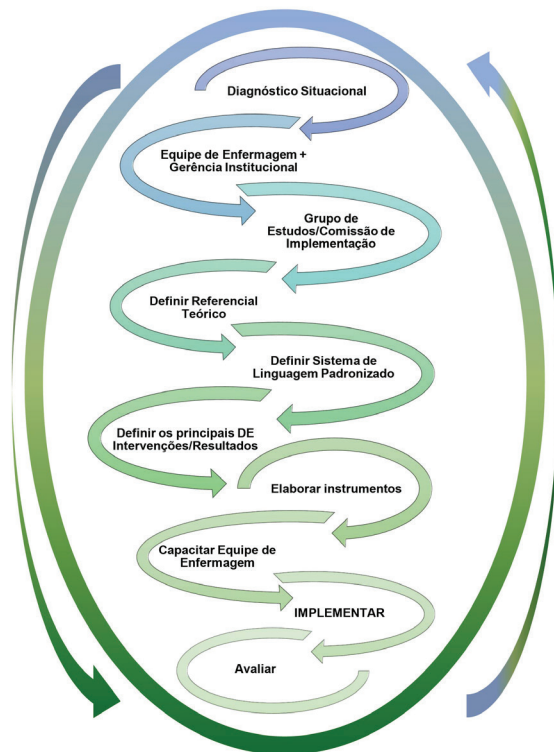 Diagnóstico Situacional
Equipe de Enfermagem +
Gerência Institucional
Grupo de
Estudos/Comissão de
Implementação
Definir Referencial
Teórico
Definir Sistema de
Linguagem Padronizado
Definir os principais DE
Intervenções/Resultados
Elaborar instrumentos
Capacitar Equipe de
Enfermagem
IMPLEMENTAR
Avaliar